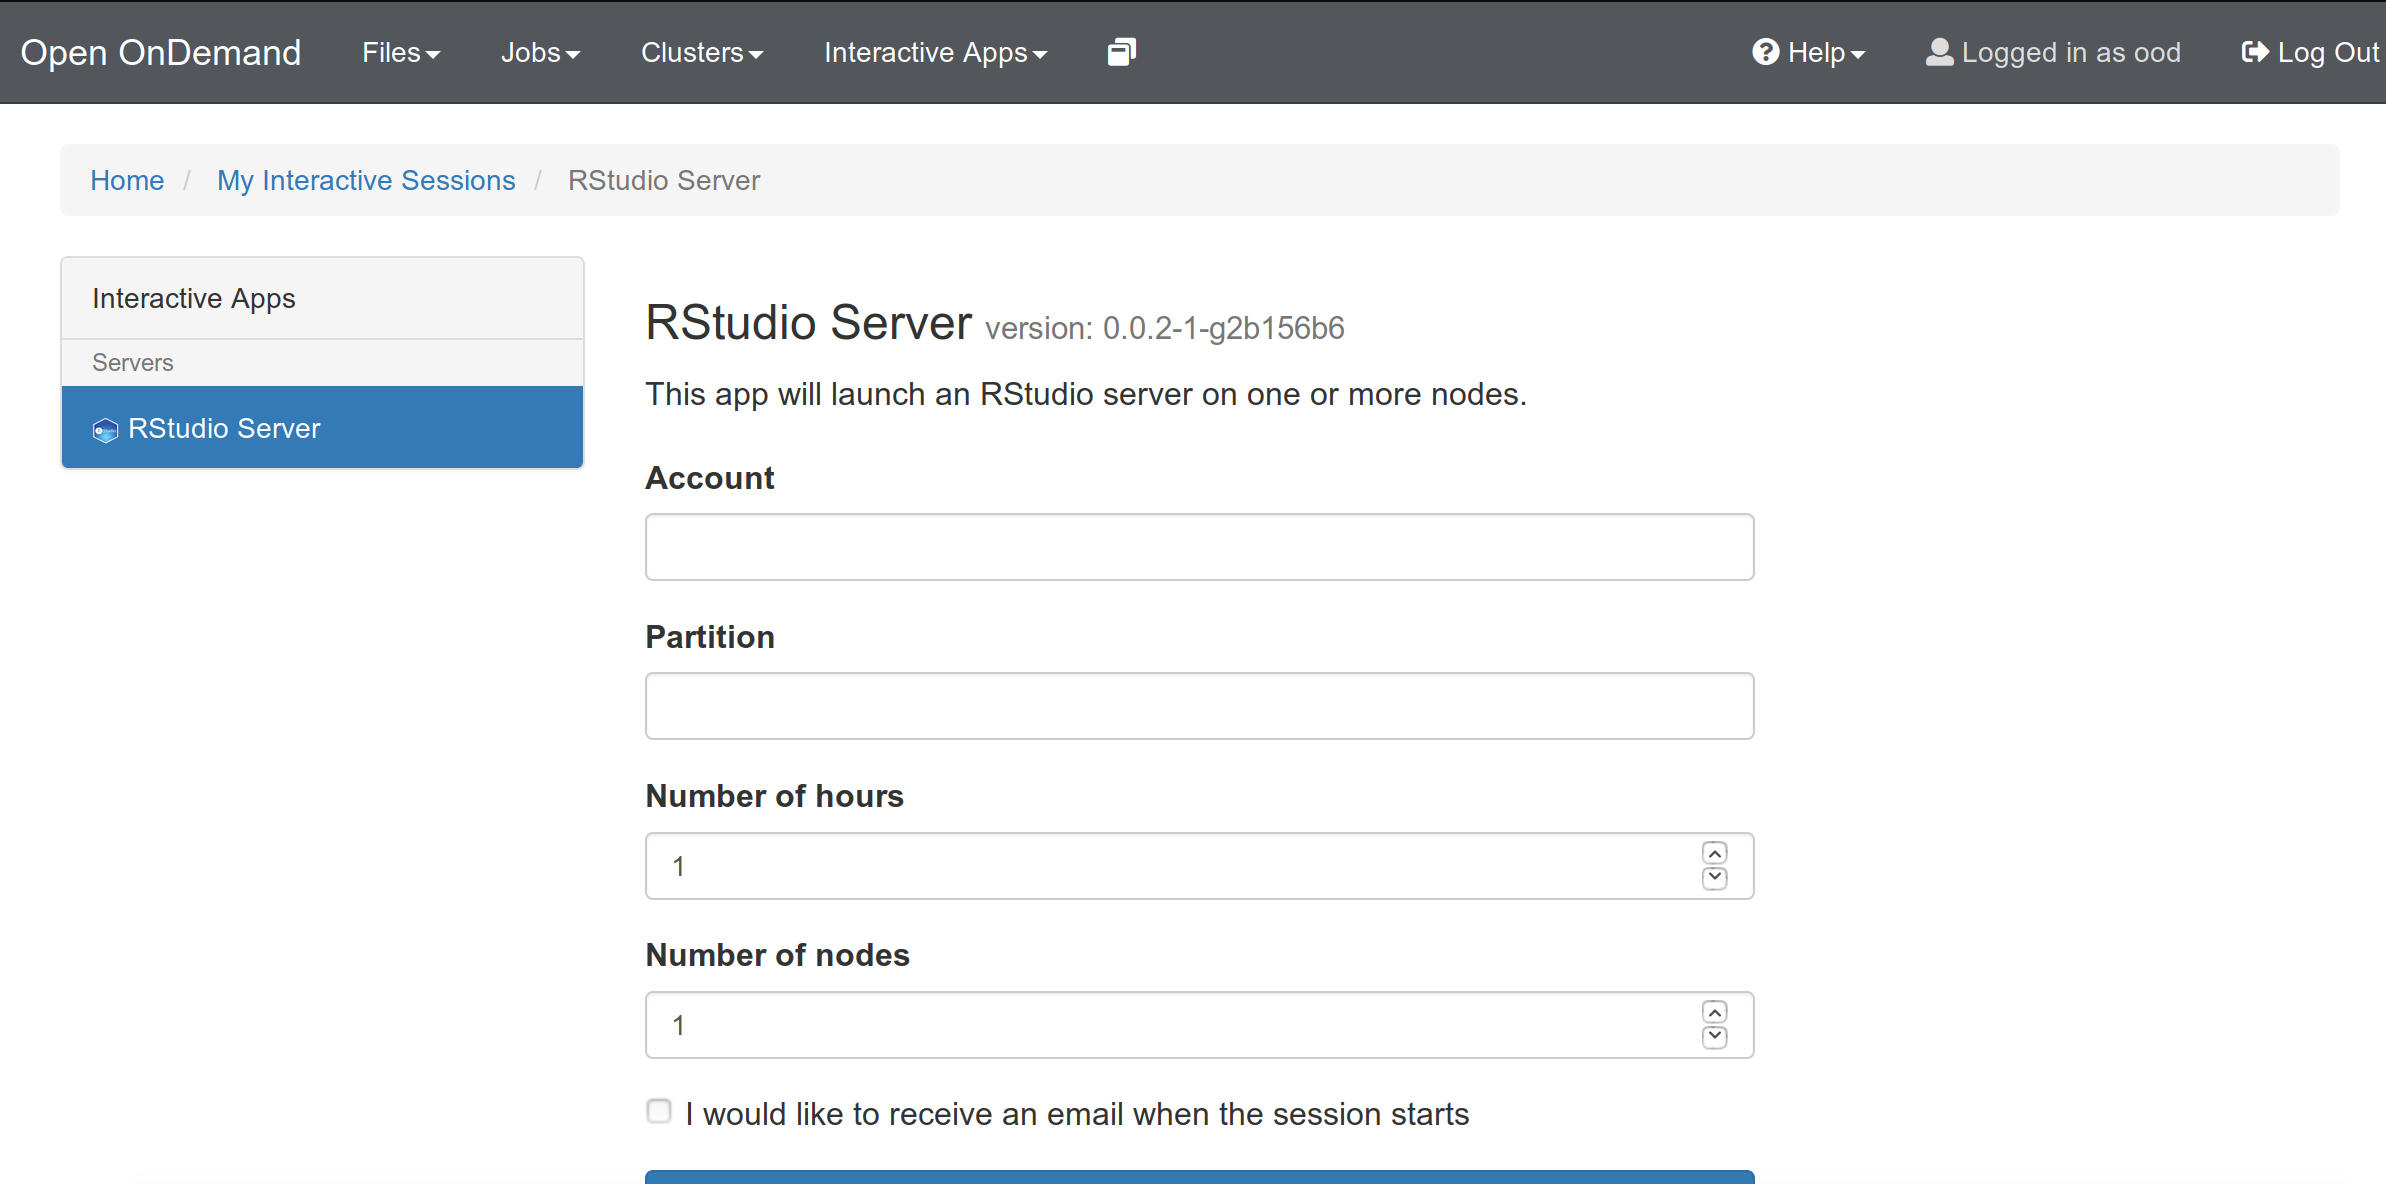 Open OnDemand Files Jobs Clusters Interactive Apps Help Logged in as ood Log Out
Home / My Interactive Sessions / RStudio Server
Interactive Apps
Servers
RStudio Server
RStudio Server version: 0.0.2-1-g2b156b6
This app will launch an RStudio server on one or more nodes.
Account
Partition
Number of hours
1
Number of nodes
1
I would like to receive an email when the session starts